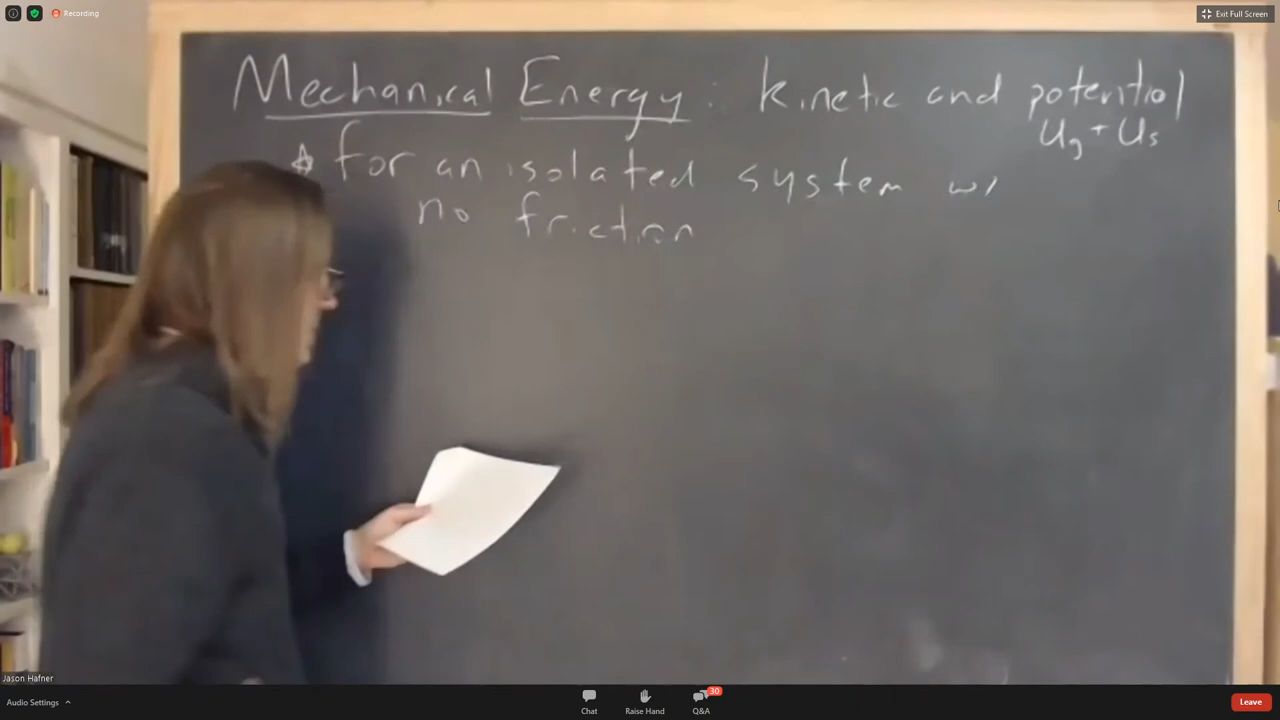 Recording
Exit Full Screen
Mechanical Energy: kinetic and potential
Ug + Us
for an isolated system w/
no friction
Jason Hafner
Audio Settings
Chat
Raise Hand
30
Q&A
Leave